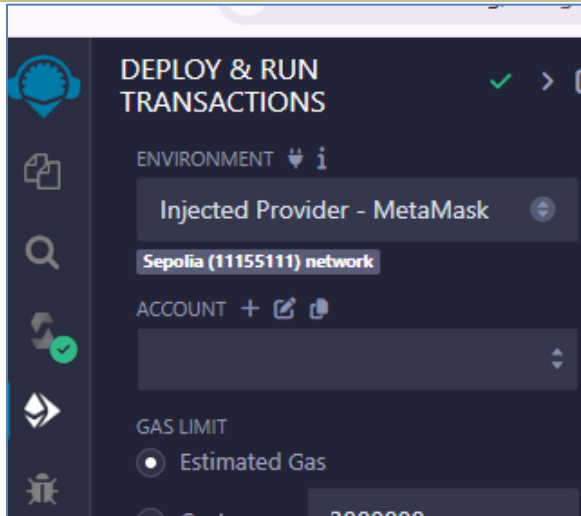 DEPLOY & RUN
TRANSACTIONS
ENVIRONMENT
Injected Provider - MetaMask
Sepolia (11155111) network
ACCOUNT
GAS LIMIT
Estimated Gas